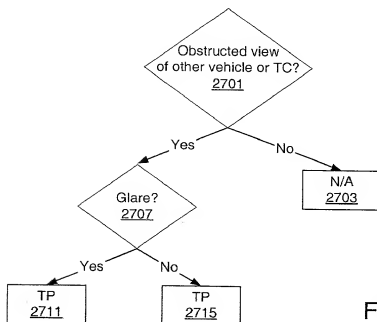 Obstructed view
of other vehicle or TC?
2701
Yes
No
Glare?
2707
N/A
2703
Yes
No
TP
2711
TP
2715
F